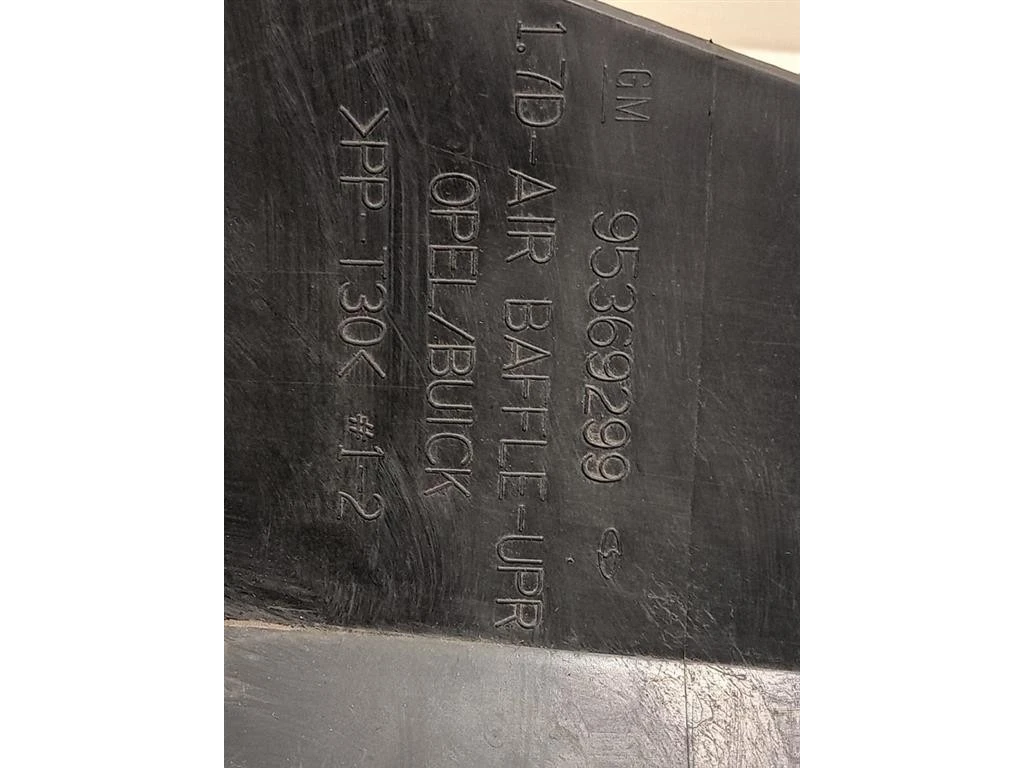 GM 95369299
1.7D-AIR BAFFLE-UPR
OPEL/BUICK
>PP-T30< #1-2